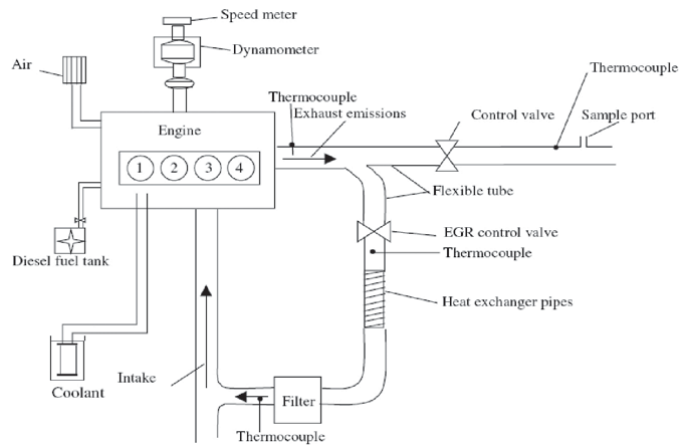 Speed meter
Dynamometer
Air
Thermocouple
Thermocouple
Exhaust emissions
Control valve
Sample port
Engine
1 2 3 4
Flexible tube
EGR control valve
Diesel fuel tank
Thermocouple
Heat exchanger pipes
Intake
Coolant
Filter
Thermocouple